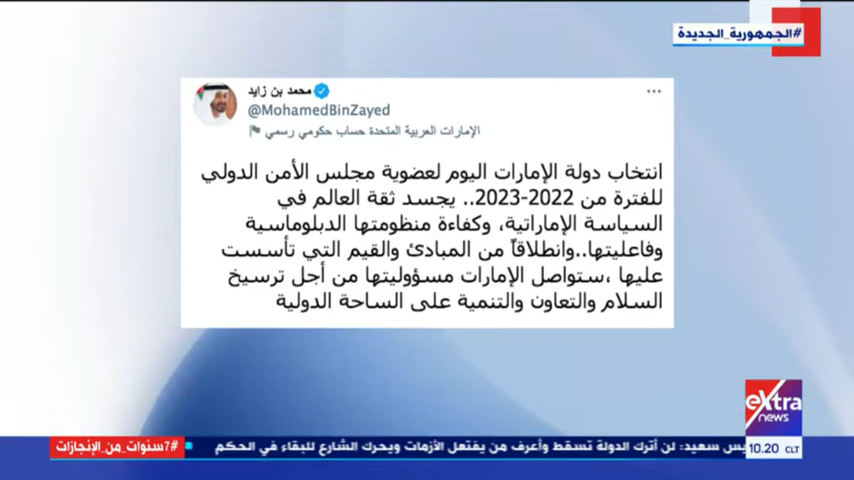 #الجمهورية_الجديدة
محمد بن زايد
@MohamedBinZayed
الإمارات العربية المتحدة حساب حكومي رسمي
انتخاب دولة الإمارات اليوم لعضوية مجلس الأمن الدولي
للفترة من 2022-2023.. يجسد ثقة العالم في
السياسة الإماراتية، وكفاءة منظومتها الدبلوماسية
وفاعليتها..وانطلاقاً من المبادئ والقيم التي تأسست
عليها ،ستواصل الإمارات مسؤوليتها من أجل ترسيخ
السلام والتعاون والتنمية على الساحة الدولية
eXtra
news
10.20 CLT
سعيد: لن أترك الدولة تسقط وأعرف من يفتعل الأزمات ويحرك الشارع للبقاء في الحكم
#7سنوات_من_الإنجازات